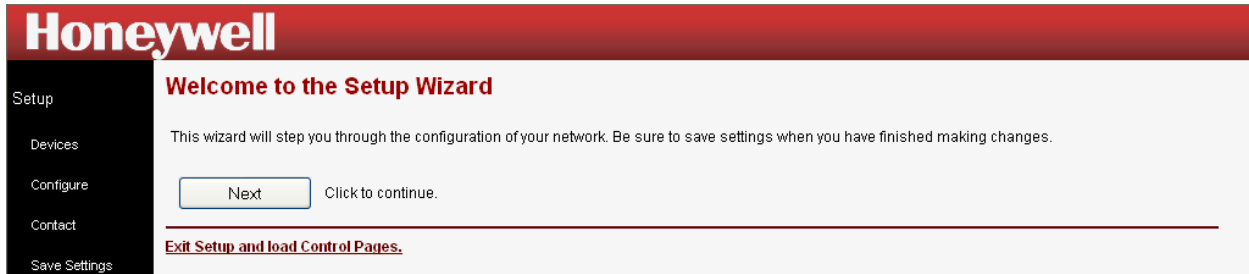 Honeywell
Setup
Devices
Configure
Contact
Save Settings
Welcome to the Setup Wizard
This wizard will step you through the configuration of your network. Be sure to save settings when you have finished making changes.
Next Click to continue.
Exit Setup and load Control Pages.